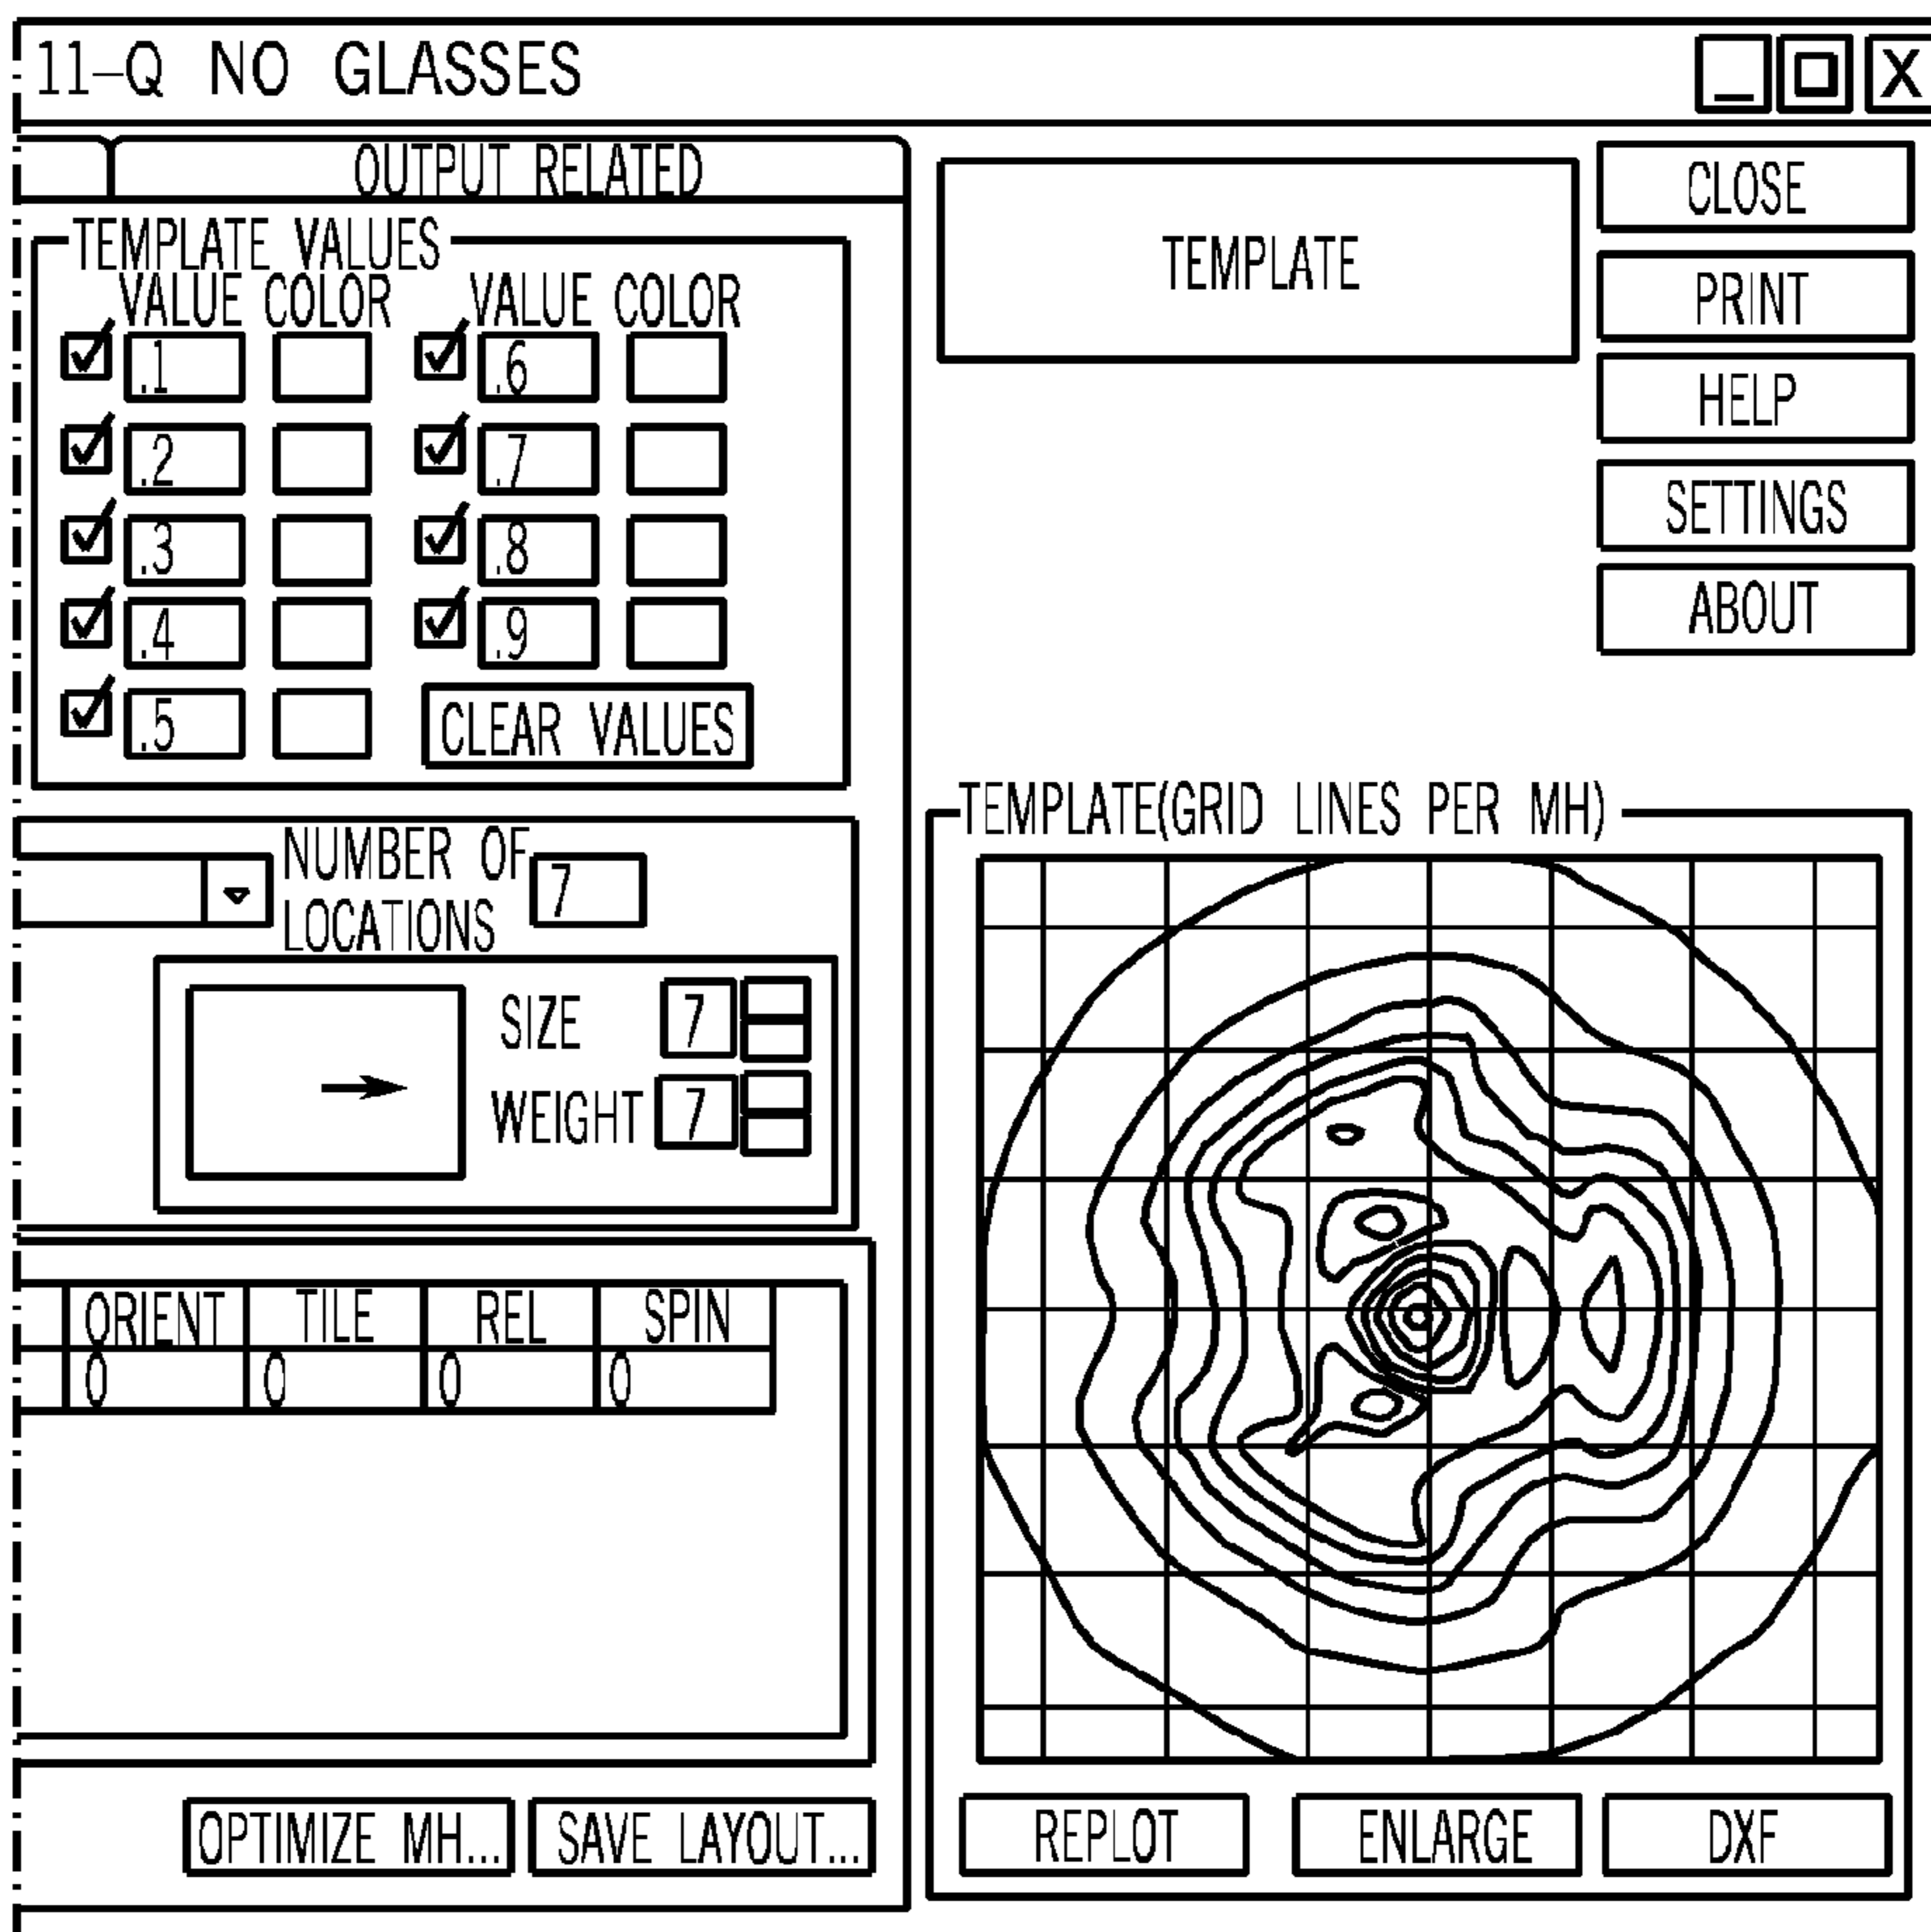 11-Q NO GLASSES
_ X
OUTPUT RELATED
TEMPLATE VALUES
VALUE COLOR VALUE COLOR
.1 .6
.2 .7
.3 .8
.4 .9
.5 CLEAR VALUES
NUMBER OF 7
LOCATIONS
SIZE 7
WEIGHT 7
ORIENT TILE REL SPIN
0 0 0 0
OPTIMIZE MH... SAVE LAYOUT...
TEMPLATE
CLOSE
PRINT
HELP
SETTINGS
ABOUT
TEMPLATE(GRID LINES PER MH)
REPLOT ENLARGE DXF